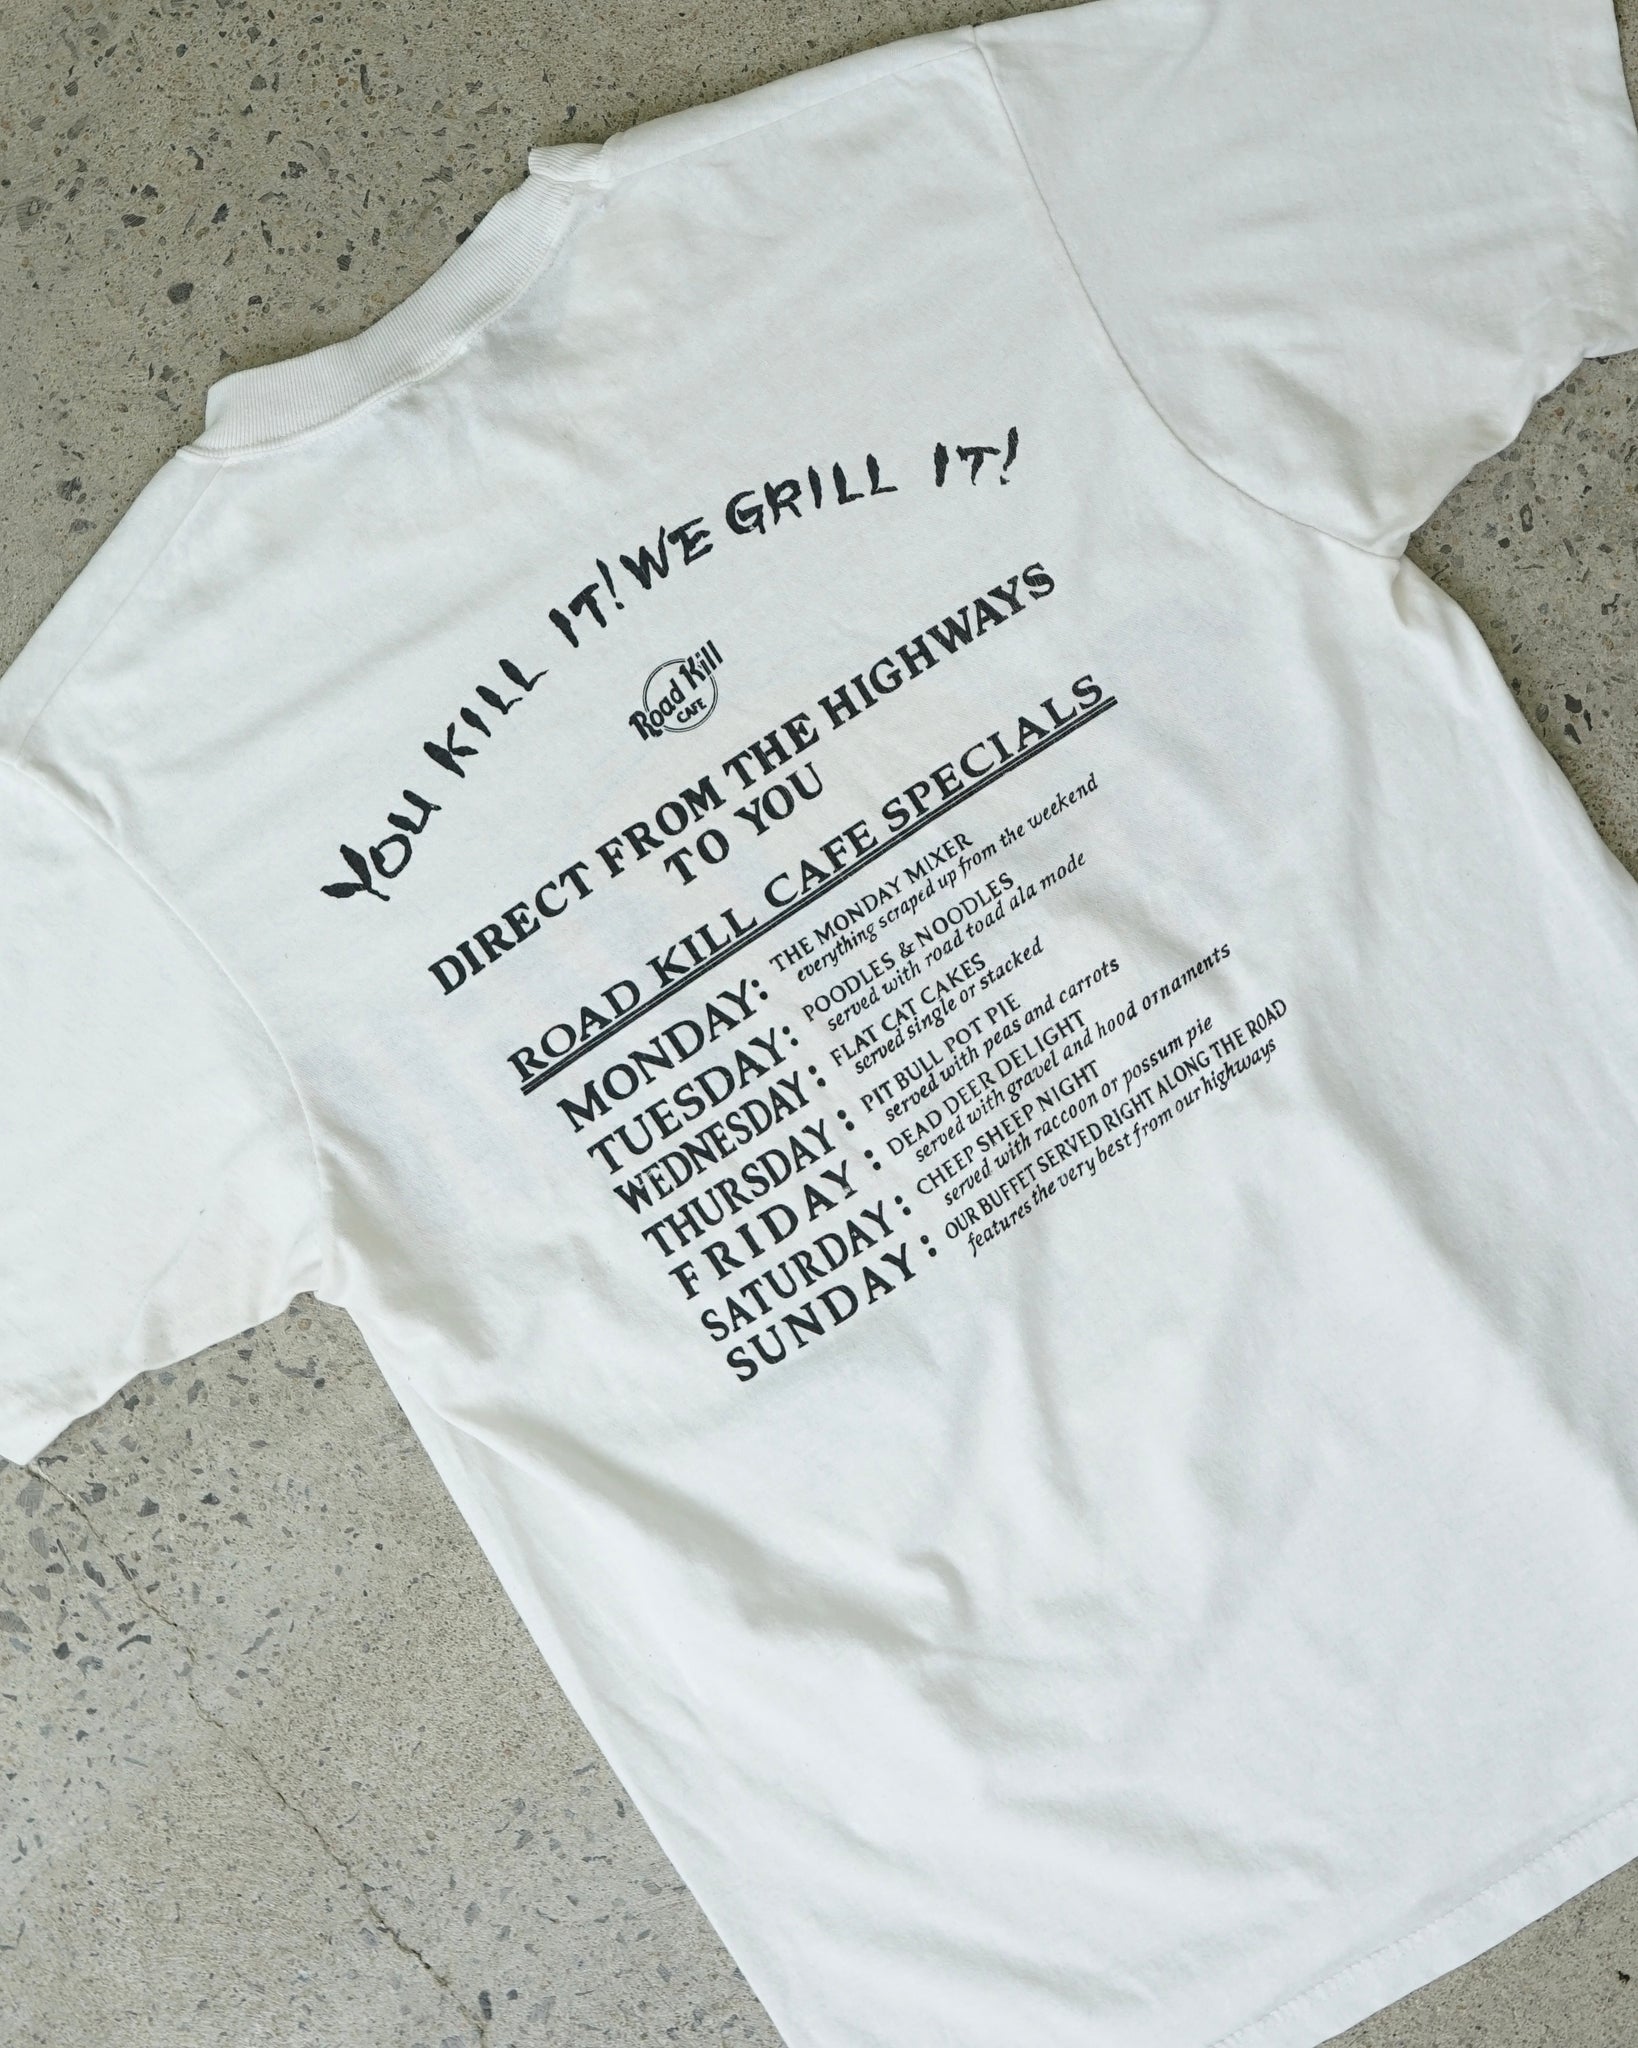 YOU KILL IT! WE GRILL IT!
Road Kill
CAFE
DIRECT FROM THE HIGHWAYS
TO YOU
ROAD KILL CAFE SPECIALS
MONDAY: THE MONDAY MIXER
everything scraped up from the weekend
TUESDAY: POODLES & NOODLES
served with road toad ala mode
WEDNESDAY: FLAT CAT CAKES
served single or stacked
THURSDAY: PIT BULL POT PIE
served with peas and carrots
FRIDAY: DEAD DEER DELIGHT
served with gravel and hood ornaments
SATURDAY: CHEEP SHEEP NIGHT
served with raccoon or possum pie
SUNDAY: OUR BUFFET SERVED RIGHT ALONG THE ROAD
features the very best from our highways